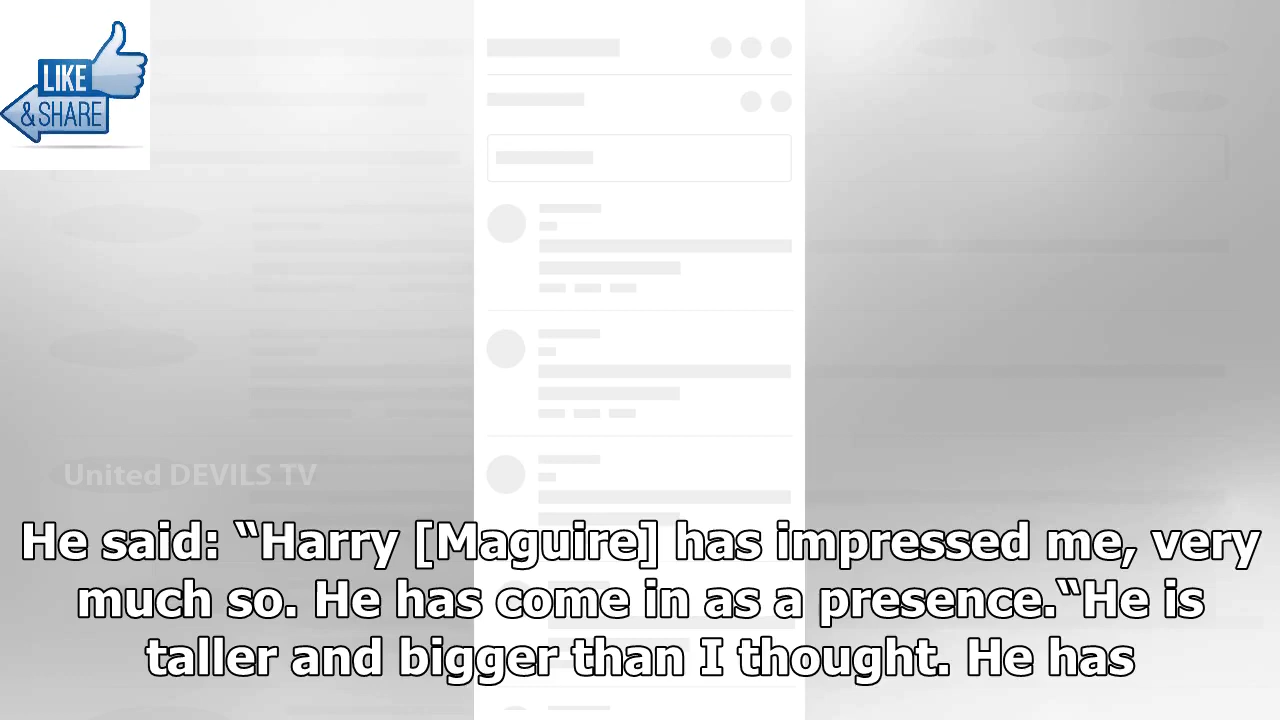 LIKE
& SHARE
United DEVILS TV
He said: “Harry [Maguire] has impressed me, very
much so. He has come in as a presence.“He is
taller and bigger than I thought. He has